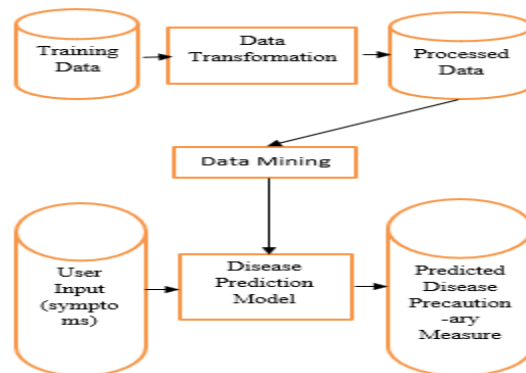 Training
Data
Data
Transformation
Processed
Data
Data Mining
User
Input
(sympto
ms)
Disease
Prediction
Model
Predicted
Disease
Precaution
-ary
Measure